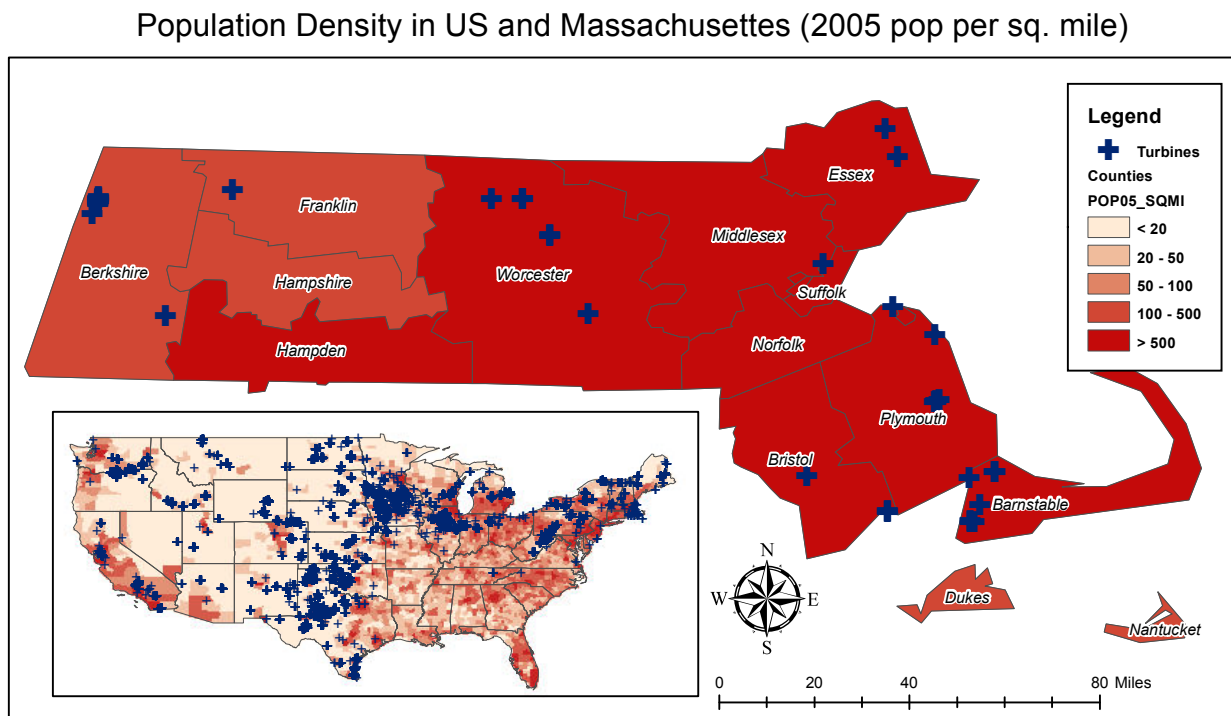 Population Density in US and Massachusettes (2005 pop per sq. mile)
Legend
Turbines
Counties
POP05_SQMI
< 20
20 - 50
50 - 100
100 - 500
> 500
Essex
Franklin
Middlesex
Berkshire
Hampshire
Worcester
Suffolk
Hampden
Norfolk
Plymouth
Bristol
Barnstable
Dukes
Nantucket
N
W E
S
0 20 40 80 Miles